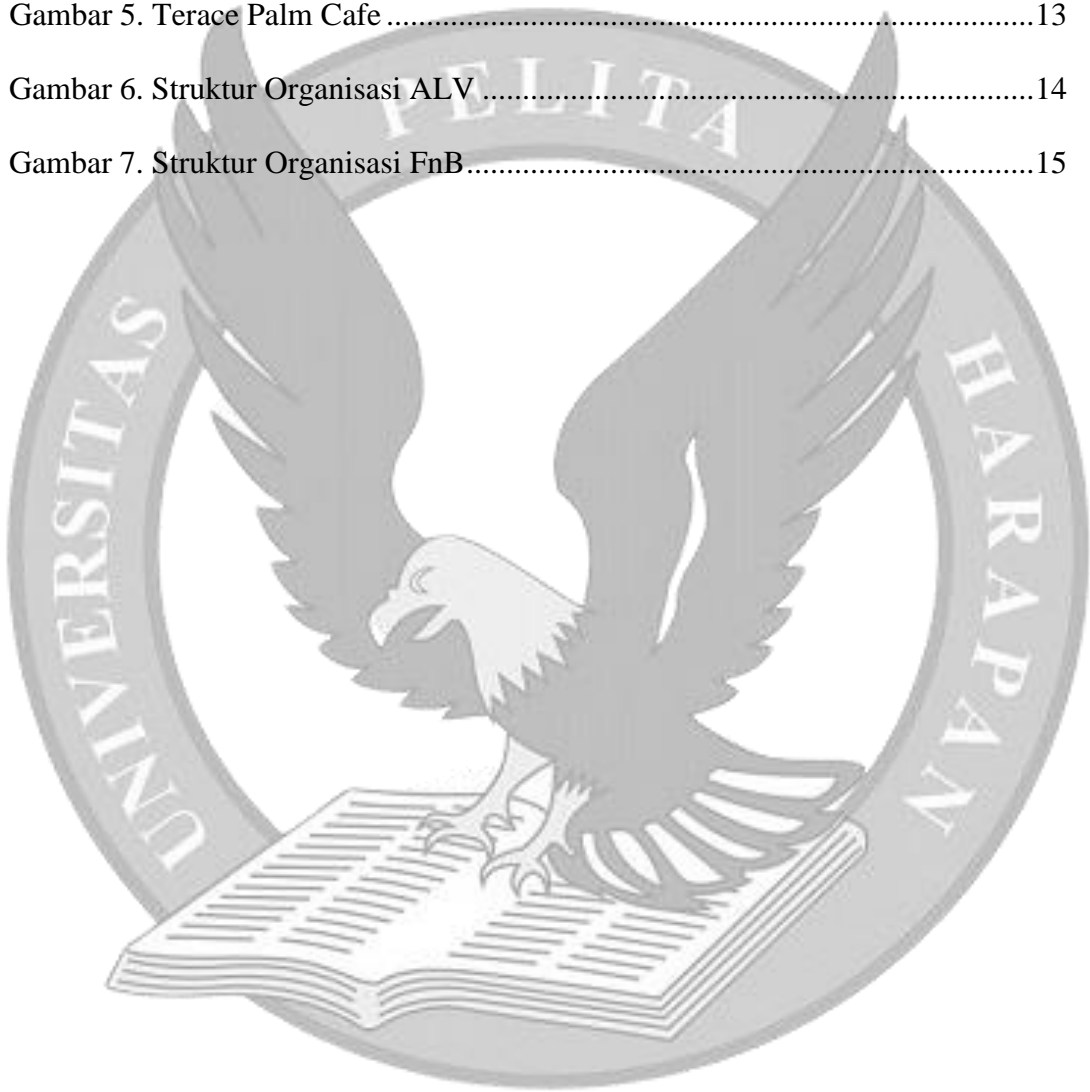 Gambar 5. Terace Palm Cafe ........................................................................................13
Gambar 6. Struktur Organisasi ALV ........................................................................14
Gambar 7. Struktur Organisasi FnB..........................................................................15
UNIVERSITAS PELITA HARAPAN